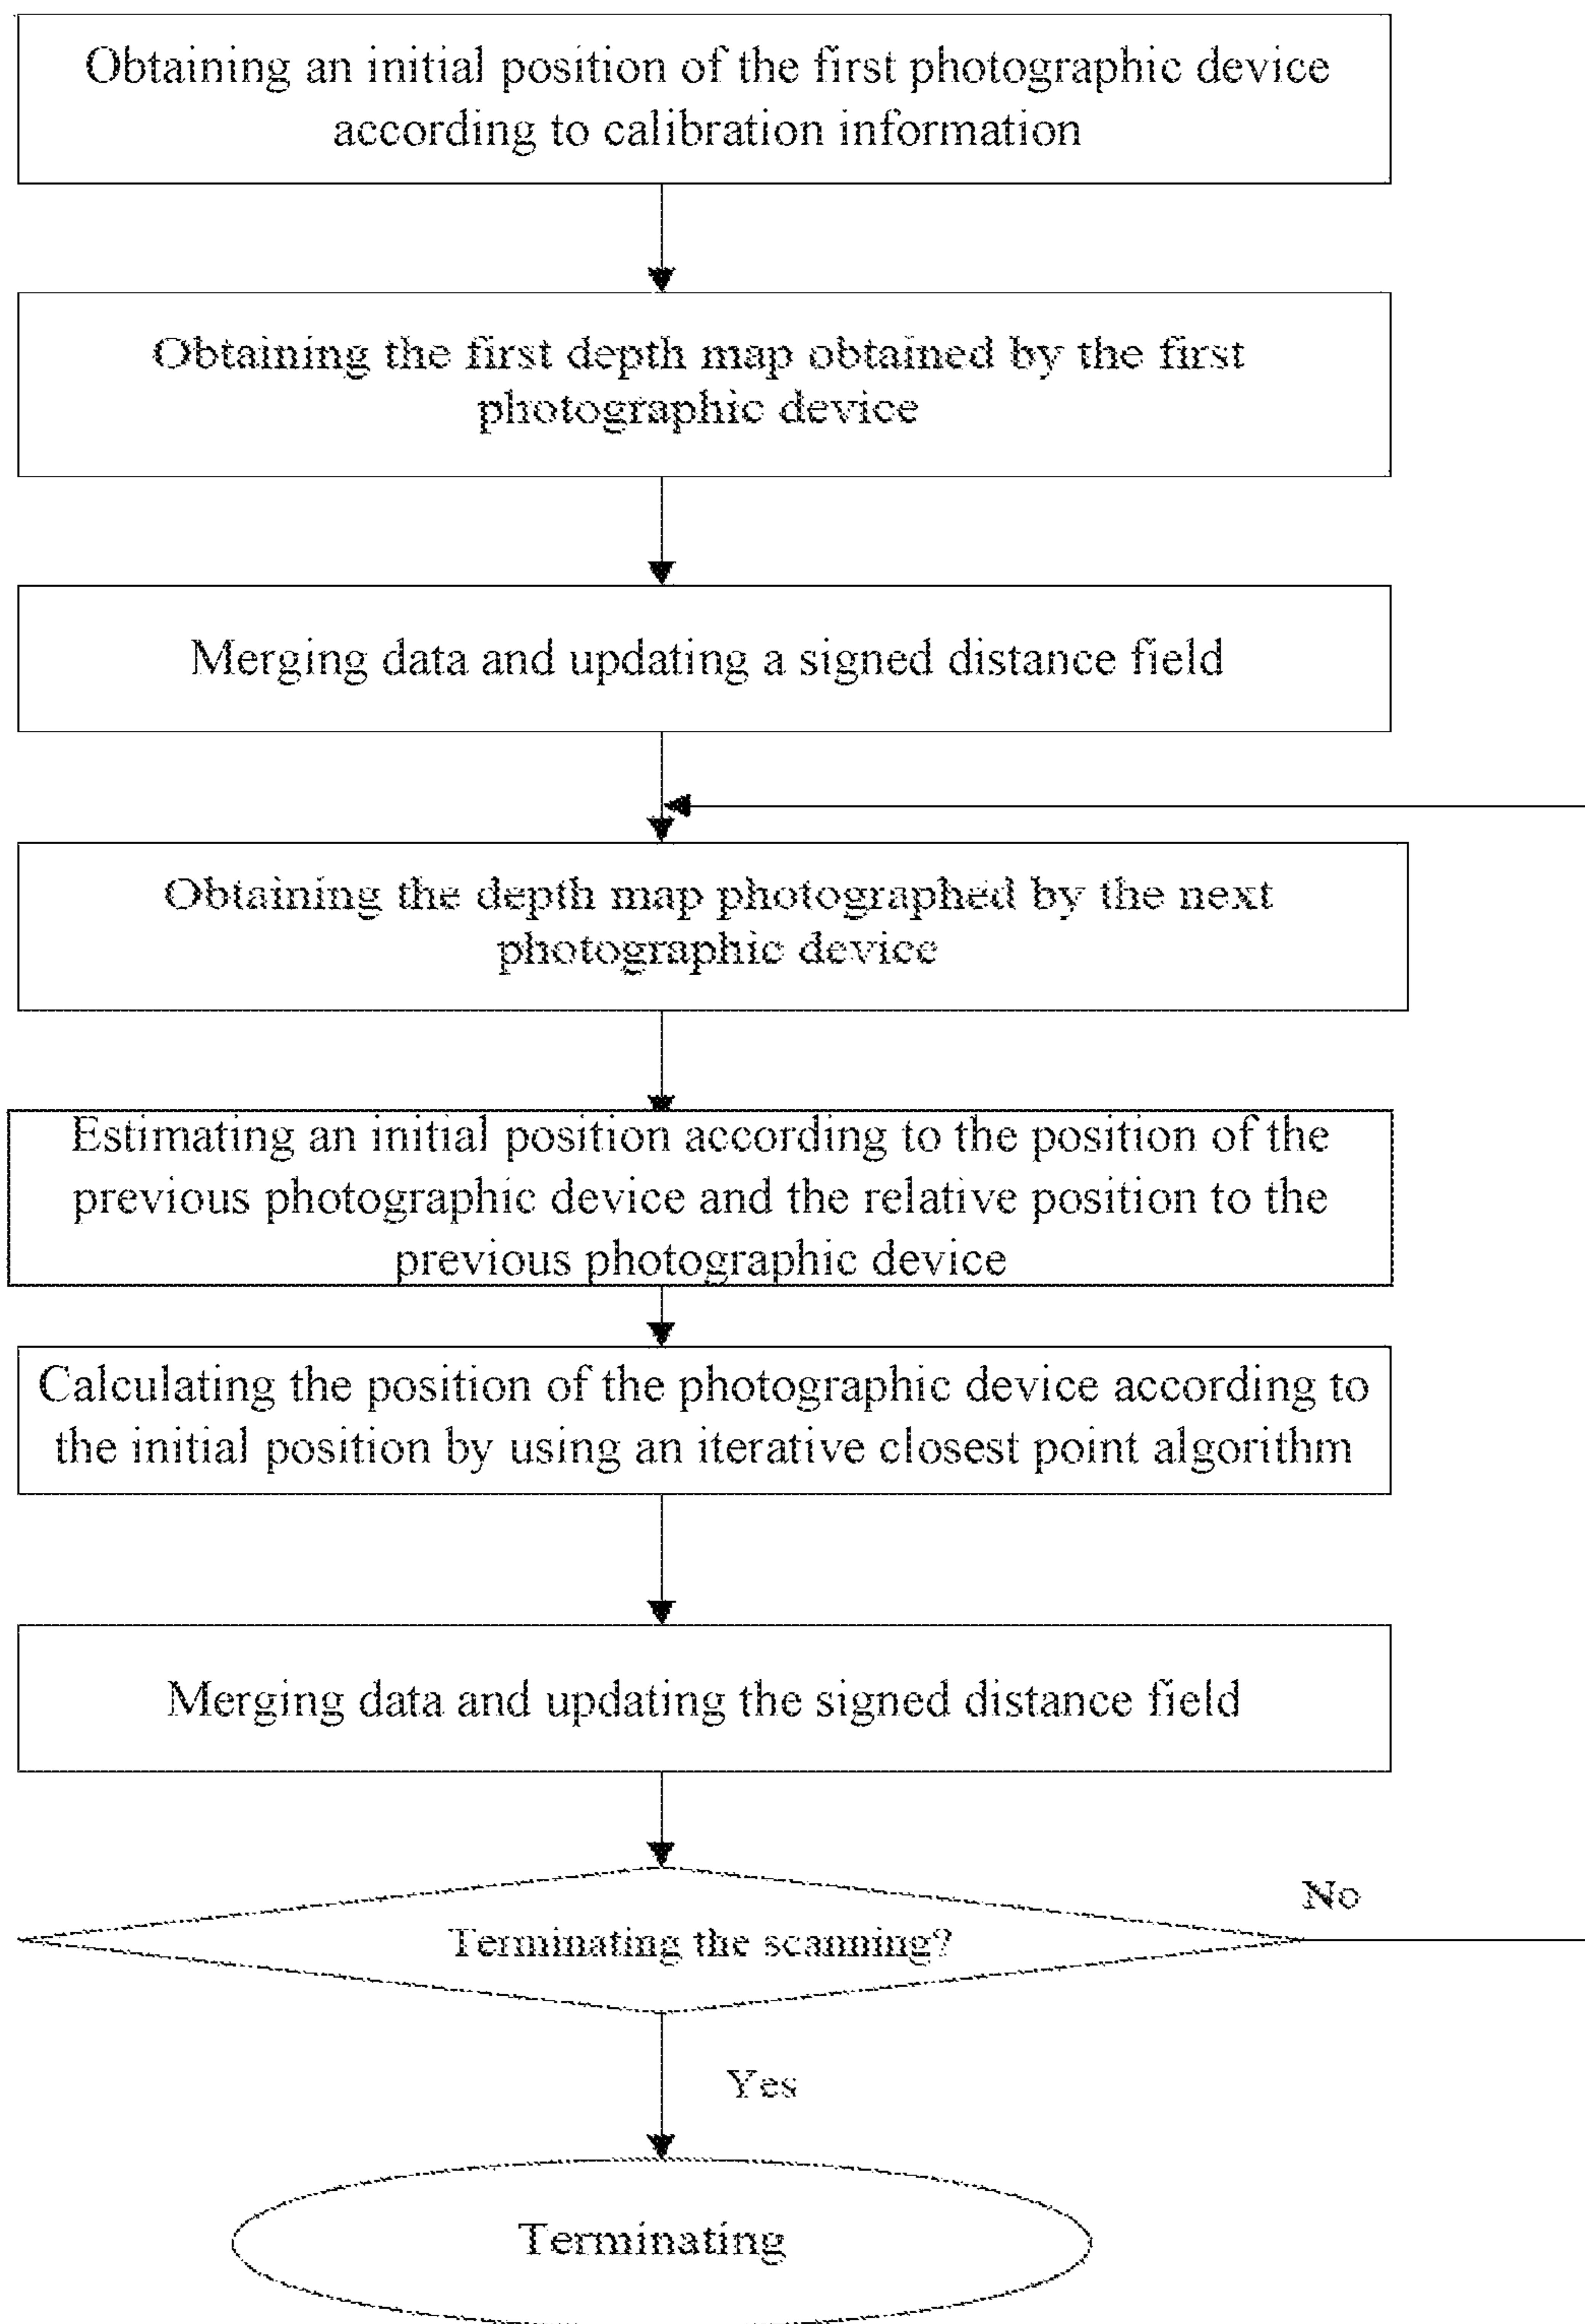 Obtaining an initial position of the first photographic device
according to calibration information
Obtaining the first depth map obtained by the first
photographic device
Merging data and updating a signed distance field
Obtaining the depth map photographed by the next
photographic device
Estimating an initial position according to the position of the
previous photographic device and the relative position to the
previous photographic device
Calculating the position of the photographic device according to
the initial position by using an iterative closest point algorithm
Merging data and updating the signed distance field
Terminating the scanning?
No
Yes
Terminating